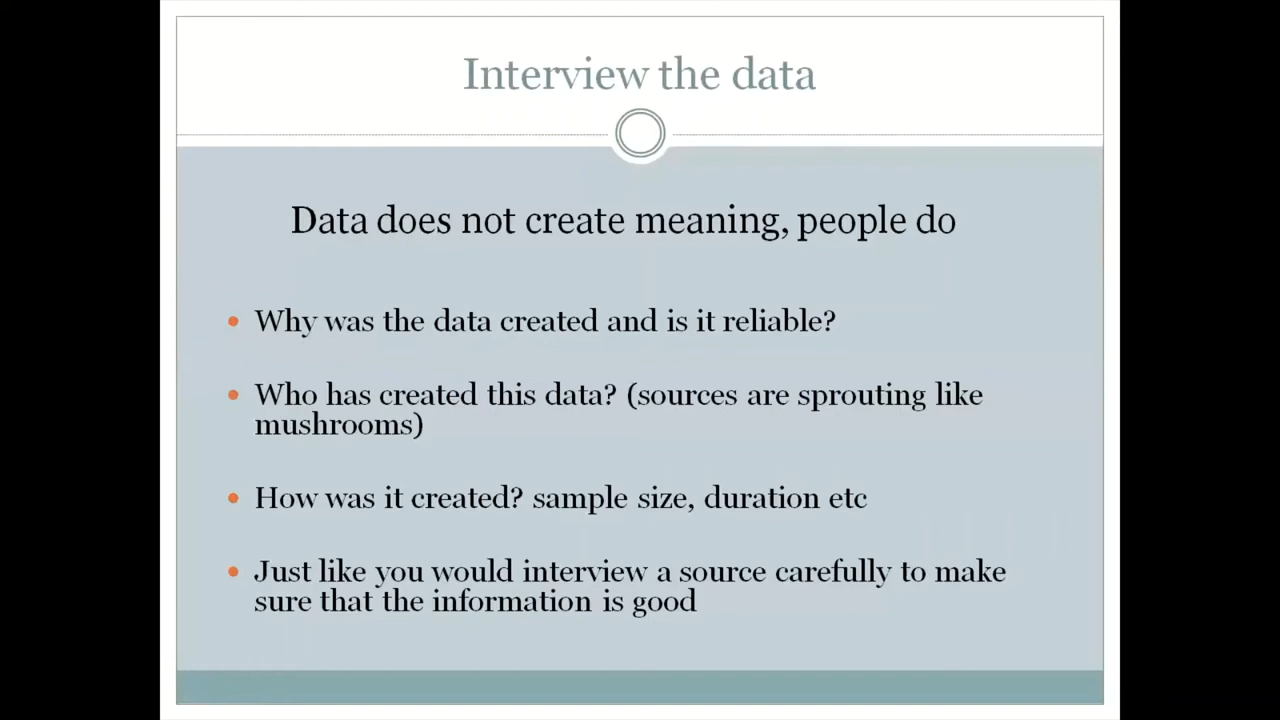 Interview the data
Data does not create meaning, people do
Why was the data created and is it reliable?
Who has created this data? (sources are sprouting like
mushrooms)
How was it created? sample size, duration etc
Just like you would interview a source carefully to make
sure that the information is good